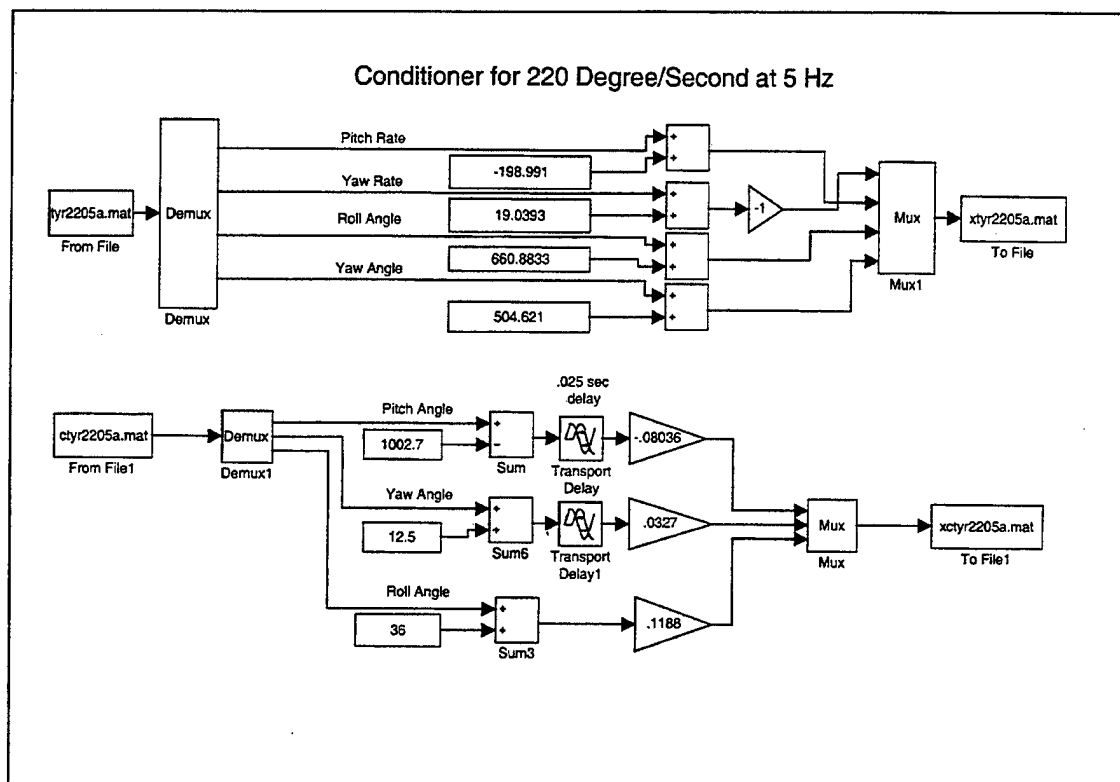 Conditioner for 220 Degree/Second at 5 Hz
Pitch Rate
-198.991
Yaw Rate
19.0393
Roll Angle
660.8833
Yaw Angle
504.621
tyr2205a.mat
From File
Demux
Demux
+
+
+
+
+
+
+
+
-1
Mux
Mux1
xtyr2205a.mat
To File
.025 sec
delay
Pitch Angle
1002.7
+
−
Sum
Transport
Delay
-.08036
ctyr2205a.mat
From File1
Demux
Demux1
Yaw Angle
12.5
+
+
Sum6
Transport
Delay1
.0327
Mux
Mux
xctyr2205a.mat
To File1
Roll Angle
36
+
+
Sum3
.1188